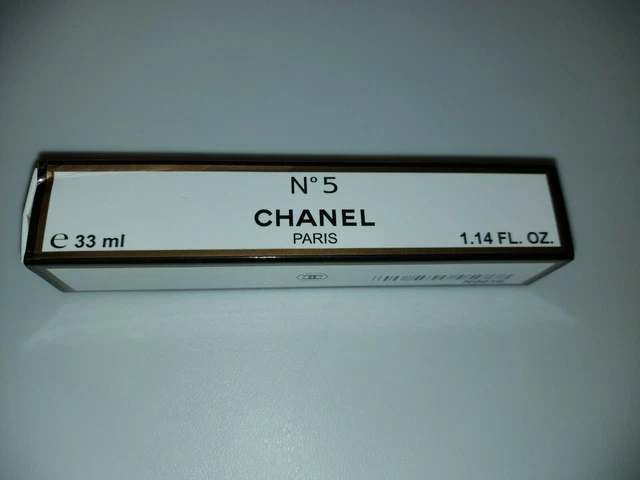 N° 5
CHANEL
PARIS
℮ 33 ml
1.14 FL. OZ.